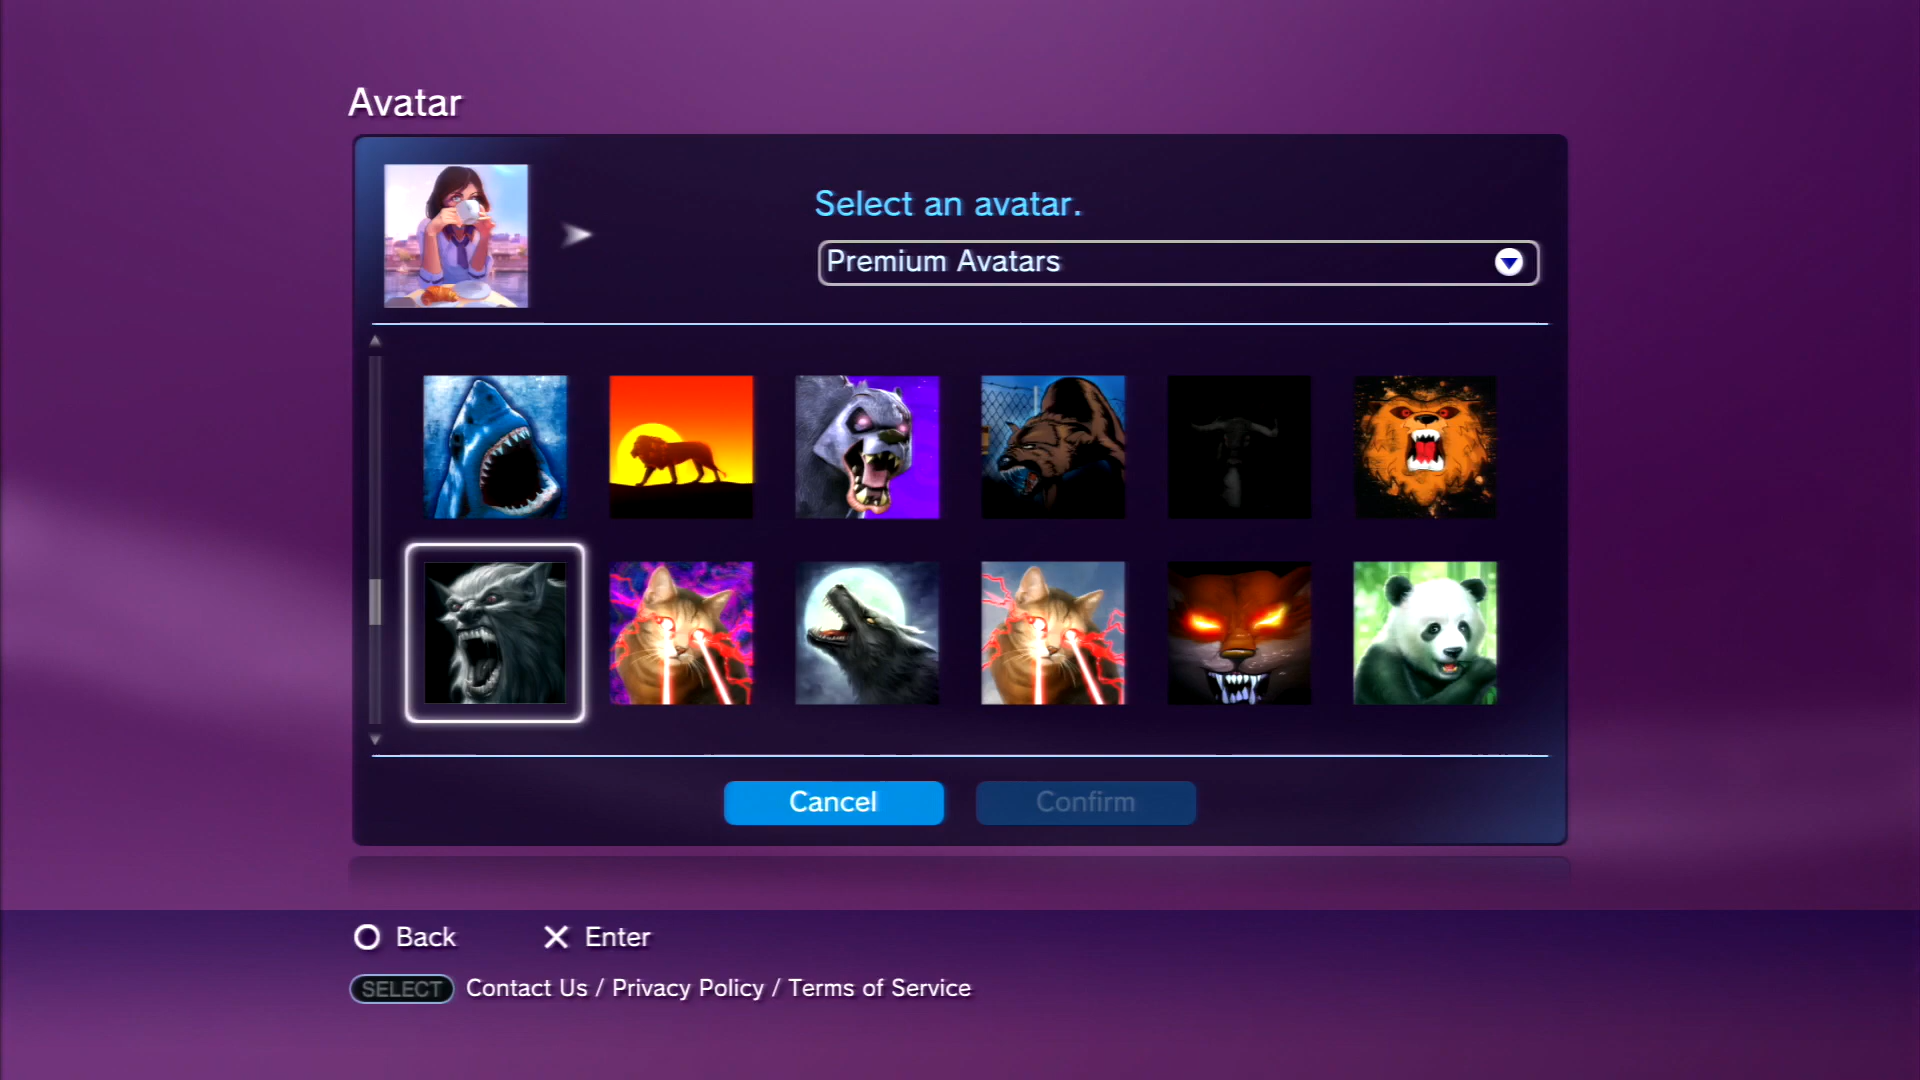 Avatar
Select an avatar.
Premium Avatars
Cancel
Confirm
Back
Enter
SELECT Contact Us / Privacy Policy / Terms of Service